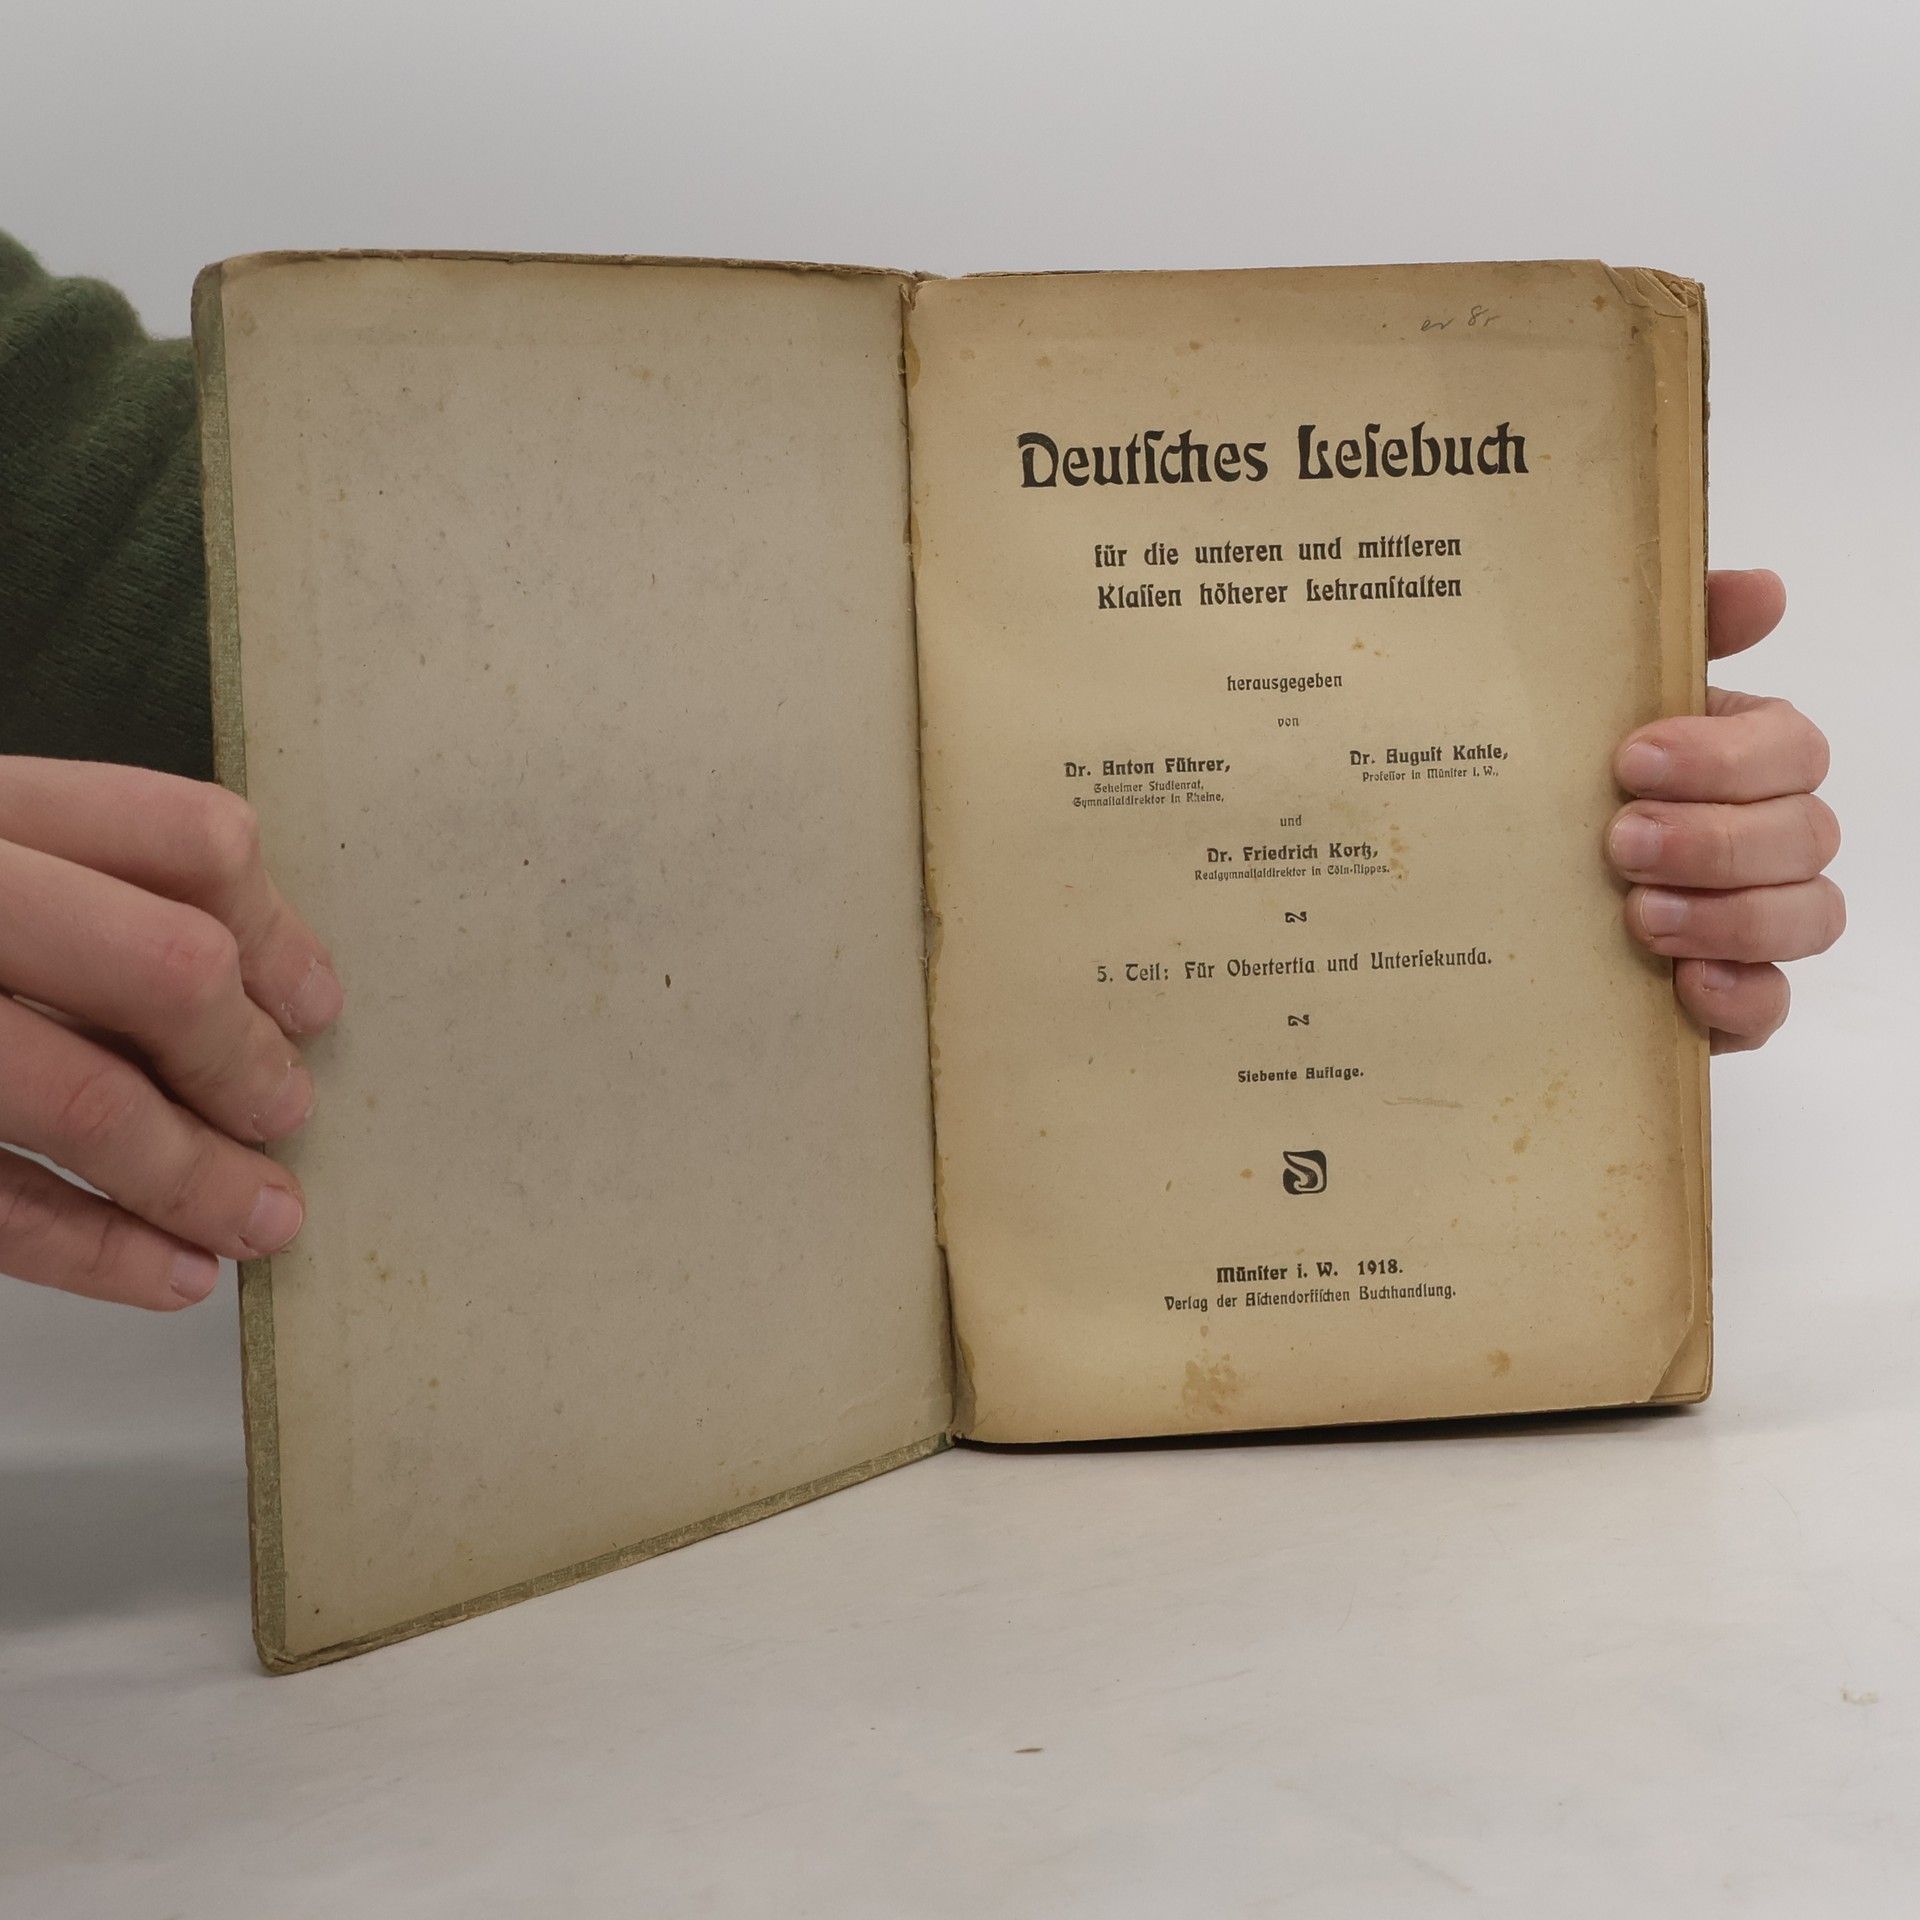 Deutſches Leſebuch
für die unteren und mittleren
Klaſſen höherer Lehranſtalten
herausgegeben
von
Dr. Anton Führer,
Geheimer Studienrat,
Gymnaſialdirektor in Rheine,
Dr. Auguſt Kahle,
Profeſſor in Münſter i. W.,
und
Dr. Friedrich Kortz,
Realgymnaſialdirektor in Cöln-Nippes.
5. Teil: Für Obertertia und Unterſekunda.
Siebente Auflage.
Münſter i. W. 1918.
Verlag der Aſchendorffſchen Buchhandlung.